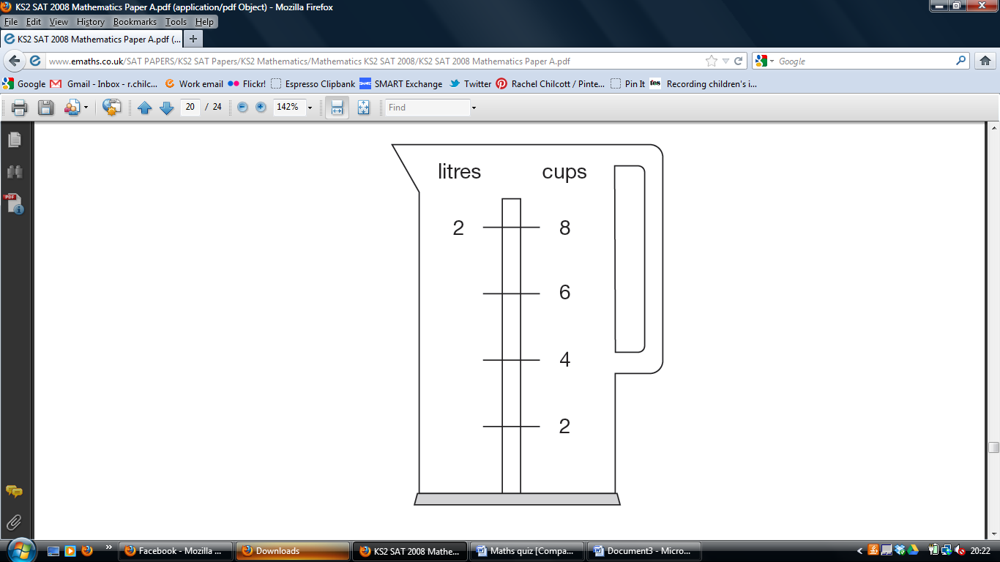 KS2 SAT 2008 Mathematics Paper A.pdf (application/pdf Object) - Mozilla Firefox
File Edit View History Bookmarks Tools Help
KS2 SAT 2008 Mathematics Paper A.pdf (...
www.emaths.co.uk/SAT PAPERS/KS2 SAT Papers/KS2 Mathematics/Mathematics KS2 SAT 2008/KS2 SAT 2008 Mathematics Paper A.pdf Google
Google Gmail - Inbox - r.chilc... Work email Flickr! Espresso Clipbank SMART Exchange Twitter Rachel Chilcott / Pinte... Pin It tes Recording children's i...
20 / 24 142% Find
litres cups
2 8
6
4
2
Facebook - Mozilla ... Downloads KS2 SAT 2008 Mathe... Maths quiz [Compa... Document3 - Micro... 20:22